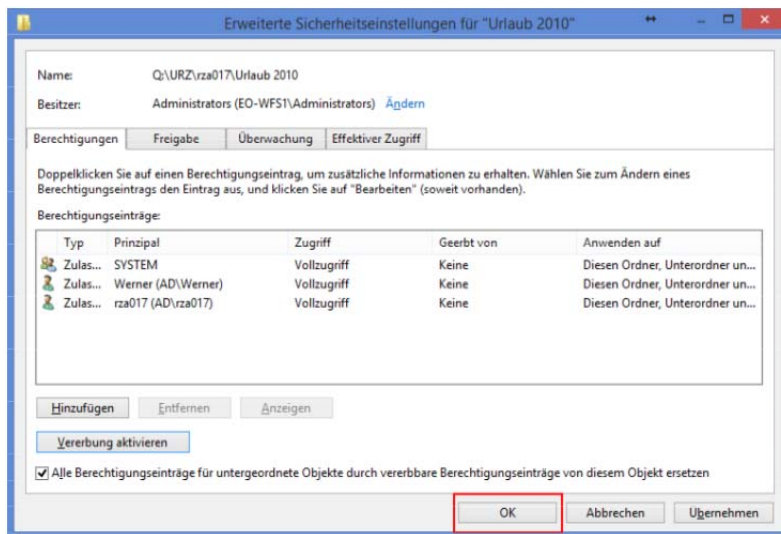 Erweiterte Sicherheitseinstellungen für "Urlaub 2010"
Name: Q:\URZ\rza017\Urlaub 2010
Besitzer: Administrators (EO-WFS1\Administrators) Ändern
Berechtigungen Freigabe Überwachung Effektiver Zugriff
Doppelklicken Sie auf einen Berechtigungseintrag, um zusätzliche Informationen zu erhalten. Wählen Sie zum Ändern eines
Berechtigungseintrags den Eintrag aus, und klicken Sie auf "Bearbeiten" (soweit vorhanden).
Berechtigungseinträge:
Typ Prinzipal Zugriff Geerbt von Anwenden auf
Zulas... SYSTEM Vollzugriff Keine Diesen Ordner, Unterordner un...
Zulas... Werner (AD\Werner) Vollzugriff Keine Diesen Ordner, Unterordner un...
Zulas... rza017 (AD\rza017) Vollzugriff Keine Diesen Ordner, Unterordner un...
Hinzufügen Entfernen Anzeigen
Vererbung aktivieren
Alle Berechtigungseinträge für untergeordnete Objekte durch vererbbare Berechtigungseinträge von diesem Objekt ersetzen
OK Abbrechen Übernehmen